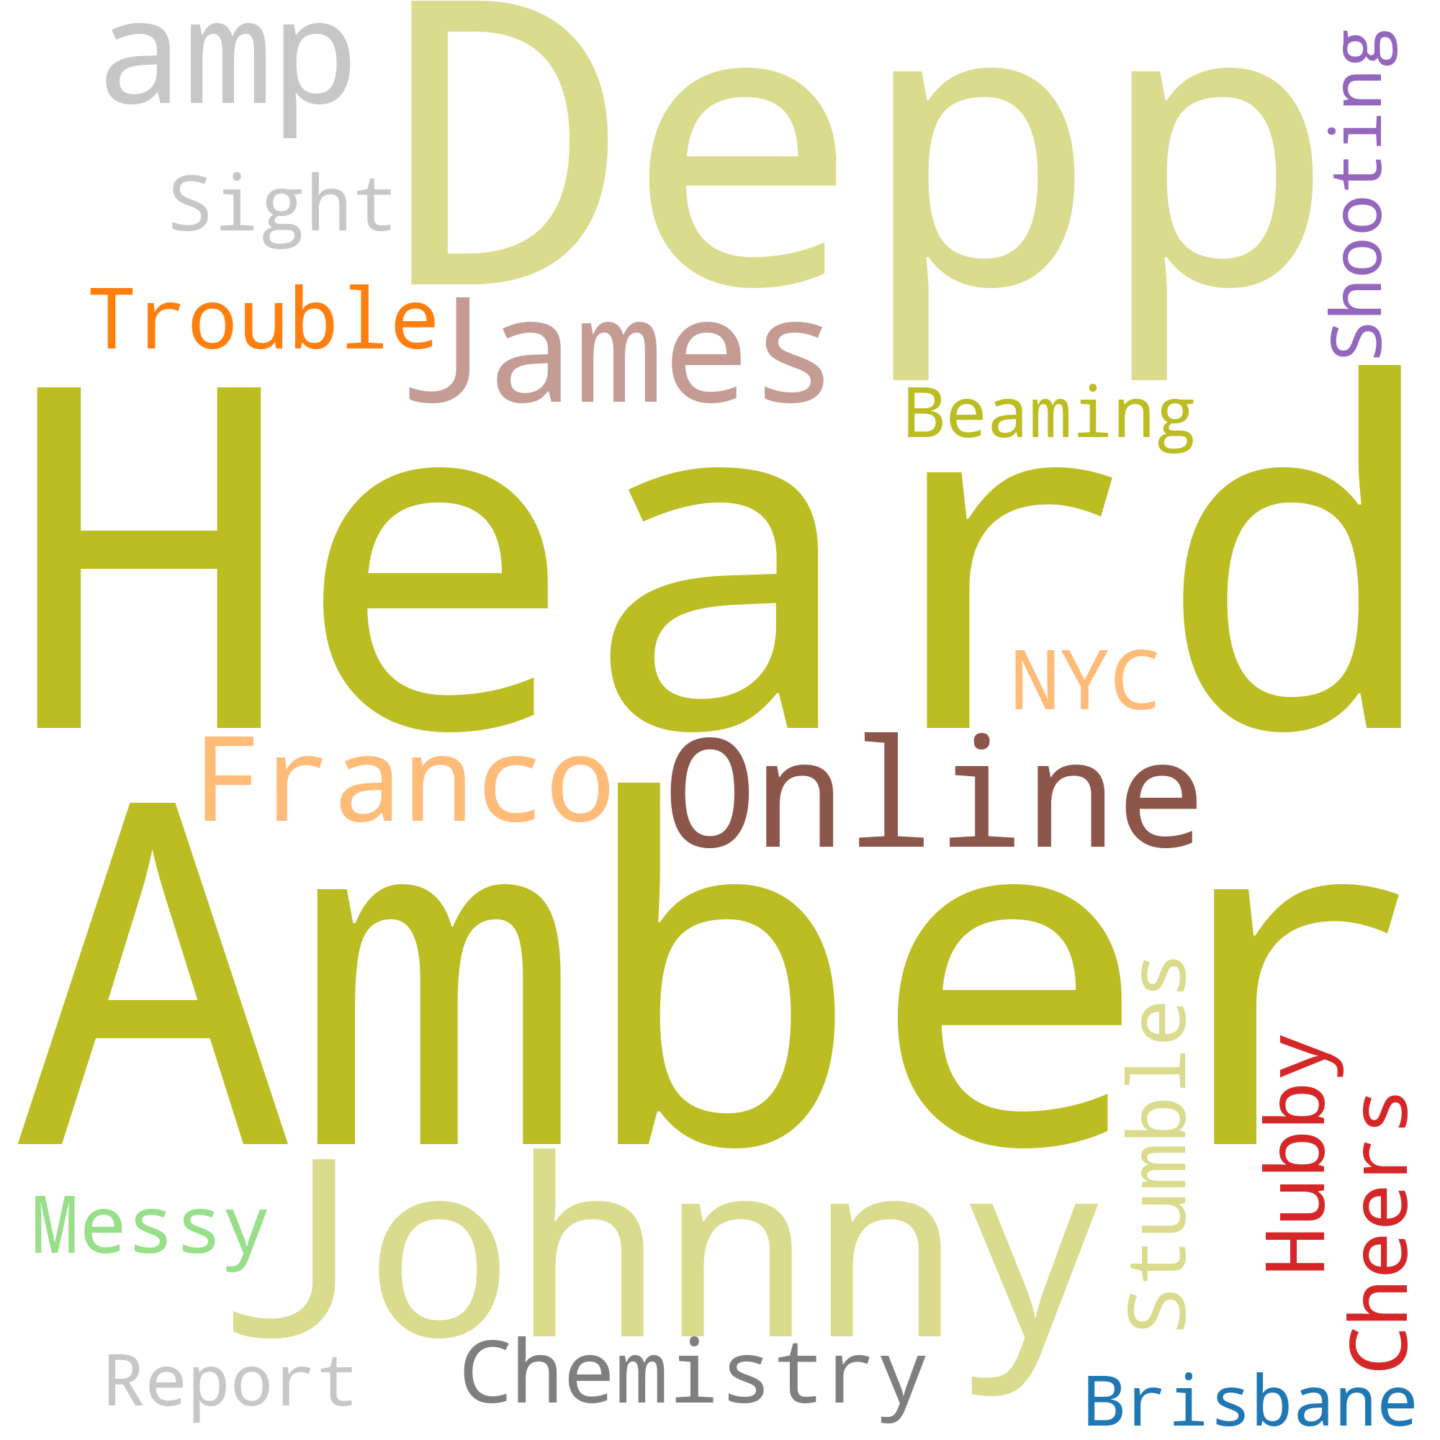 amp
Depp
Shooting
Sight
Trouble
James
Beaming
Heard
NYC
Franco
Online
Amber
Stumbles
Hubby
Cheers
Messy
Johnny
Report
Chemistry
Brisbane